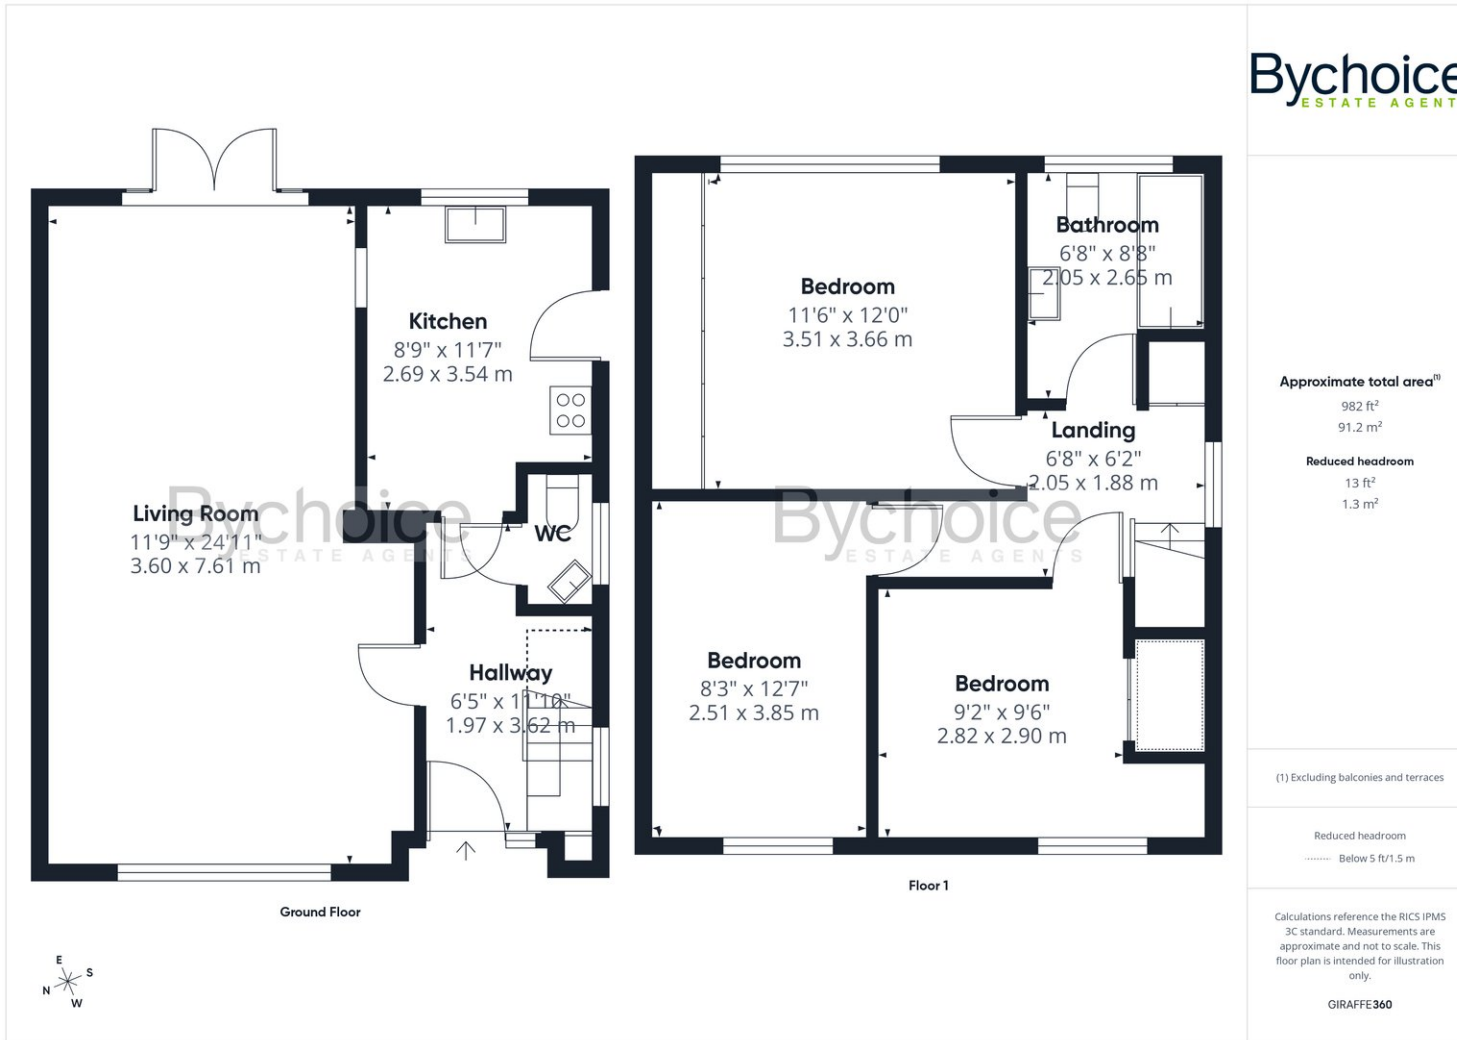 Bychoice
ESTATE AGENT
Bathroom
6'8" x 8'8"
2.05 x 2.65 m
Bedroom
11'6" x 12'0"
3.51 x 3.66 m
Kitchen
8'9" x 11'7"
2.69 x 3.54 m
Landing
6'8" x 6'2"
2.05 x 1.88 m
Living Room
11'9" x 24'11"
3.60 x 7.61 m
WC
Bychoice
ESTATE AGENTS
Bychoice
ESTATE AGENTS
Hallway
6'5" x 11'10"
1.97 x 3.62 m
Bedroom
8'3" x 12'7"
2.51 x 3.85 m
Bedroom
9'2" x 9'6"
2.82 x 2.90 m
Ground Floor
Floor 1
E
S
N
W
Approximate total area(1)
982 ft²
91.2 m²
Reduced headroom
13 ft²
1.3 m²
(1) Excluding balconies and terraces
Reduced headroom
Below 5 ft/1.5 m
Calculations reference the RICS IPMS
3C standard. Measurements are
approximate and not to scale. This
floor plan is intended for illustration
only.
GIRAFFE360